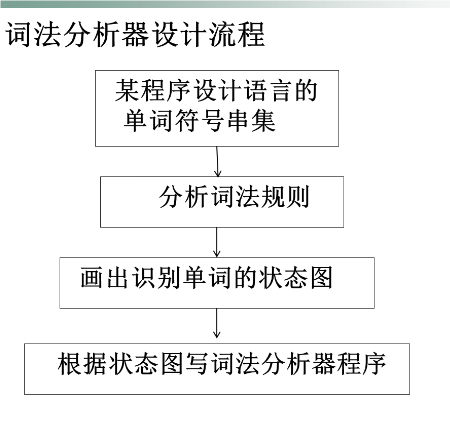 词法分析器设计流程
某程序设计语言的
单词符号串集
分析词法规则
画出识别单词的状态图
根据状态图写词法分析器程序